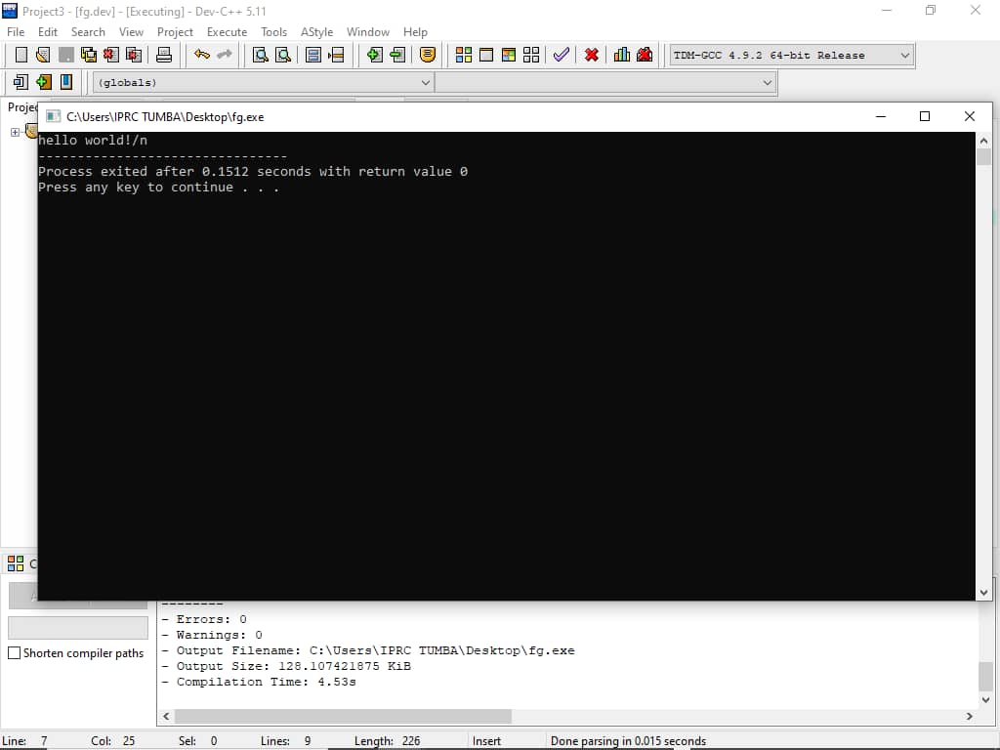 Project3 - [fg.dev] - [Executing] - Dev-C++ 5.11
File Edit Search View Project Execute Tools AStyle Window Help
TDM-GCC 4.9.2 64-bit Release
(globals)
Projec
C:\Users\IPRC TUMBA\Desktop\fg.exe
hello world!/n
--------------------------------
Process exited after 0.1512 seconds with return value 0
Press any key to continue . . .
C
--------
- Errors: 0
- Warnings: 0
- Output Filename: C:\Users\IPRC TUMBA\Desktop\fg.exe
- Output Size: 128.107421875 KiB
- Compilation Time: 4.53s
Shorten compiler paths
Line: 7 Col: 25 Sel: 0 Lines: 9 Length: 226 Insert Done parsing in 0.015 seconds